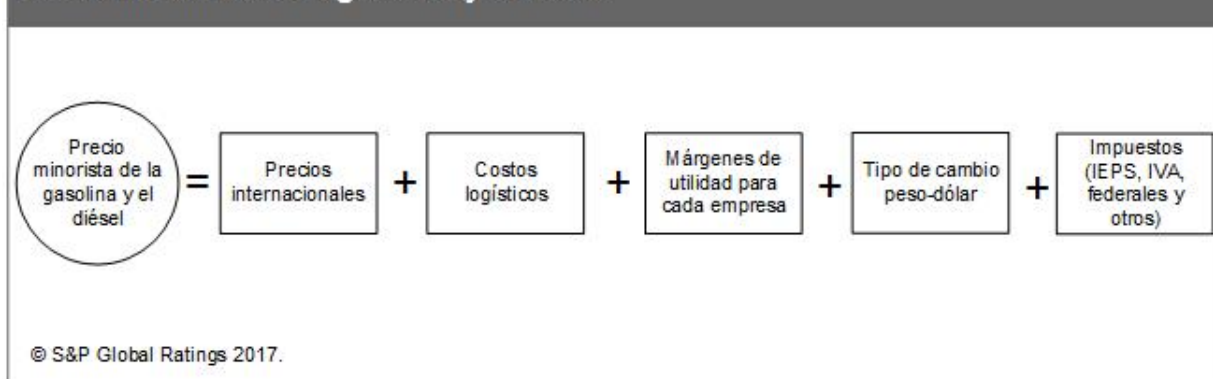 Precio
minorista de la
gasolina y el
diésel
=
Precios
internacionales
+
Costos
logísticos
+
Márgenes de
utilidad para
cada empresa
+
Tipo de cambio
peso-dólar
+
Impuestos
(IEPS, IVA,
federales y
otros)
© S&P Global Ratings 2017.